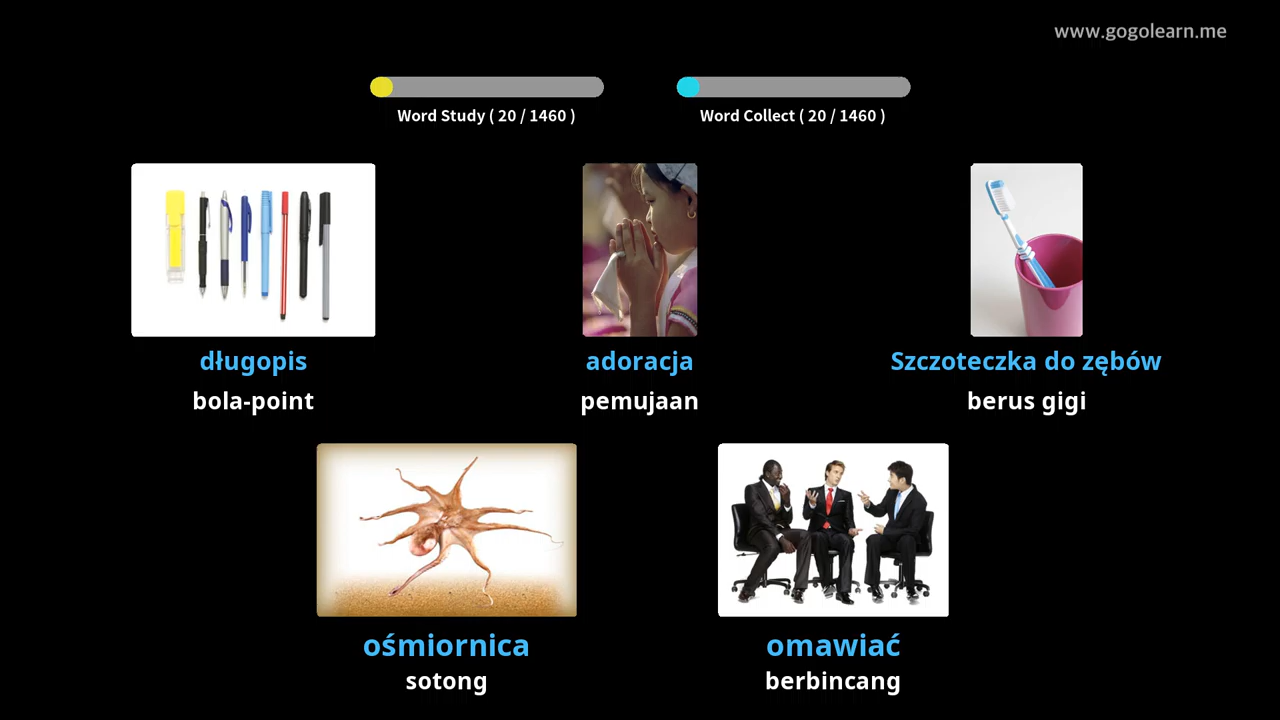 www.gogolearn.me
Word Study ( 20 / 1460 )
Word Collect ( 20 / 1460 )
długopis
bola-point
adoracja
pemujaan
Szczoteczka do zębów
berus gigi
ośmiornica
sotong
omawiać
berbincang